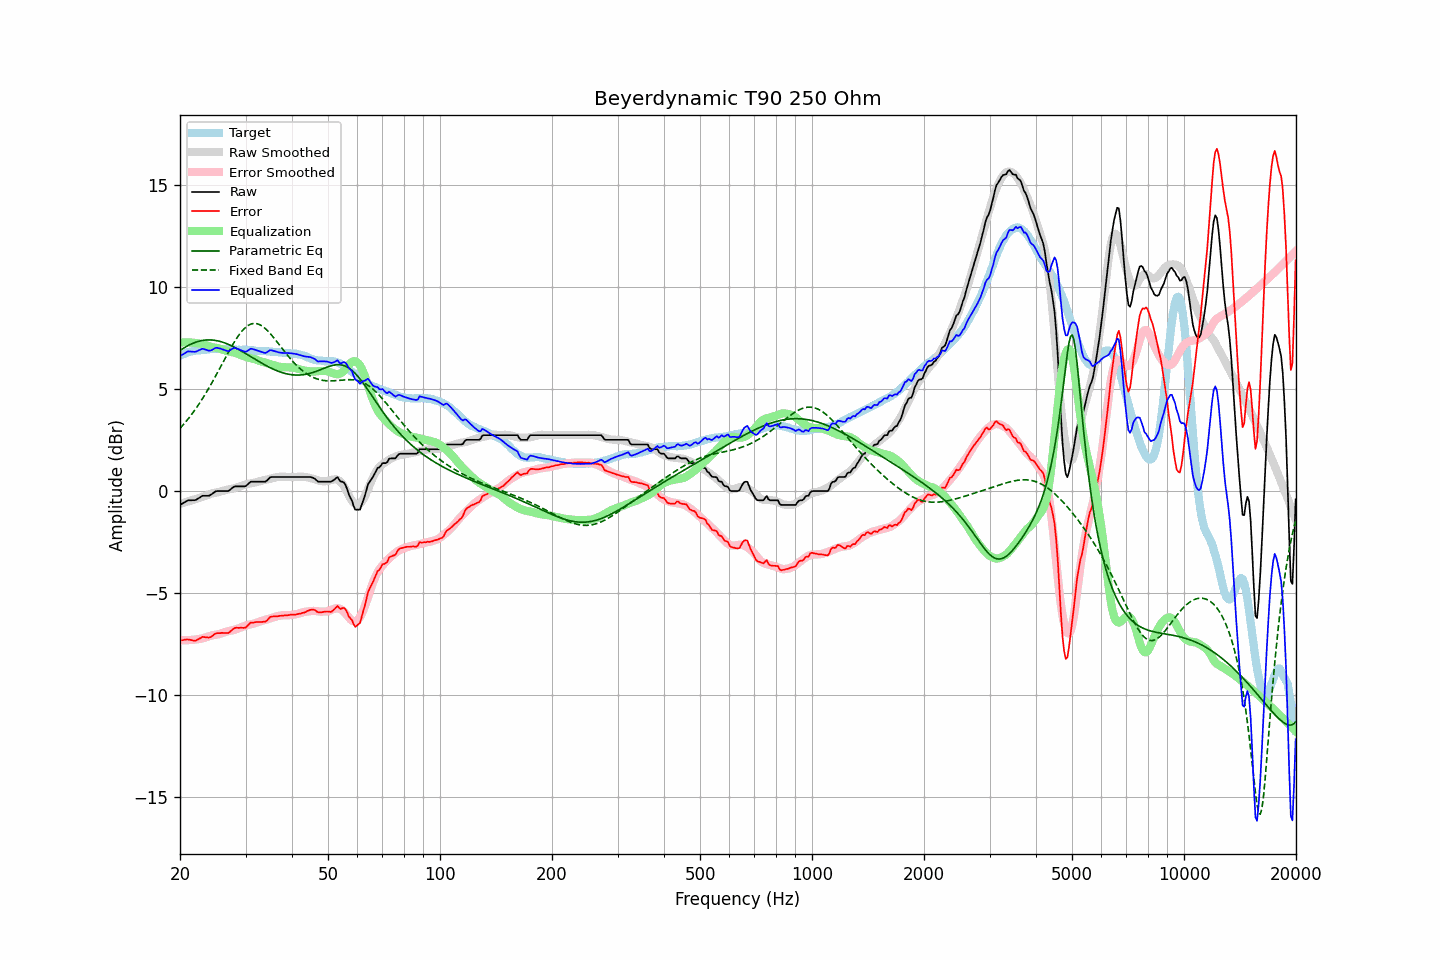 Beyerdynamic T90 250 Ohm
Target
Raw Smoothed
Error Smoothed
Raw
Error
Equalization
Parametric Eq
Fixed Band Eq
Equalized
Amplitude (dBr)
15
10
5
0
−5
−10
−15
20 50 100 200 500 1000 2000 5000 10000 20000
Frequency (Hz)